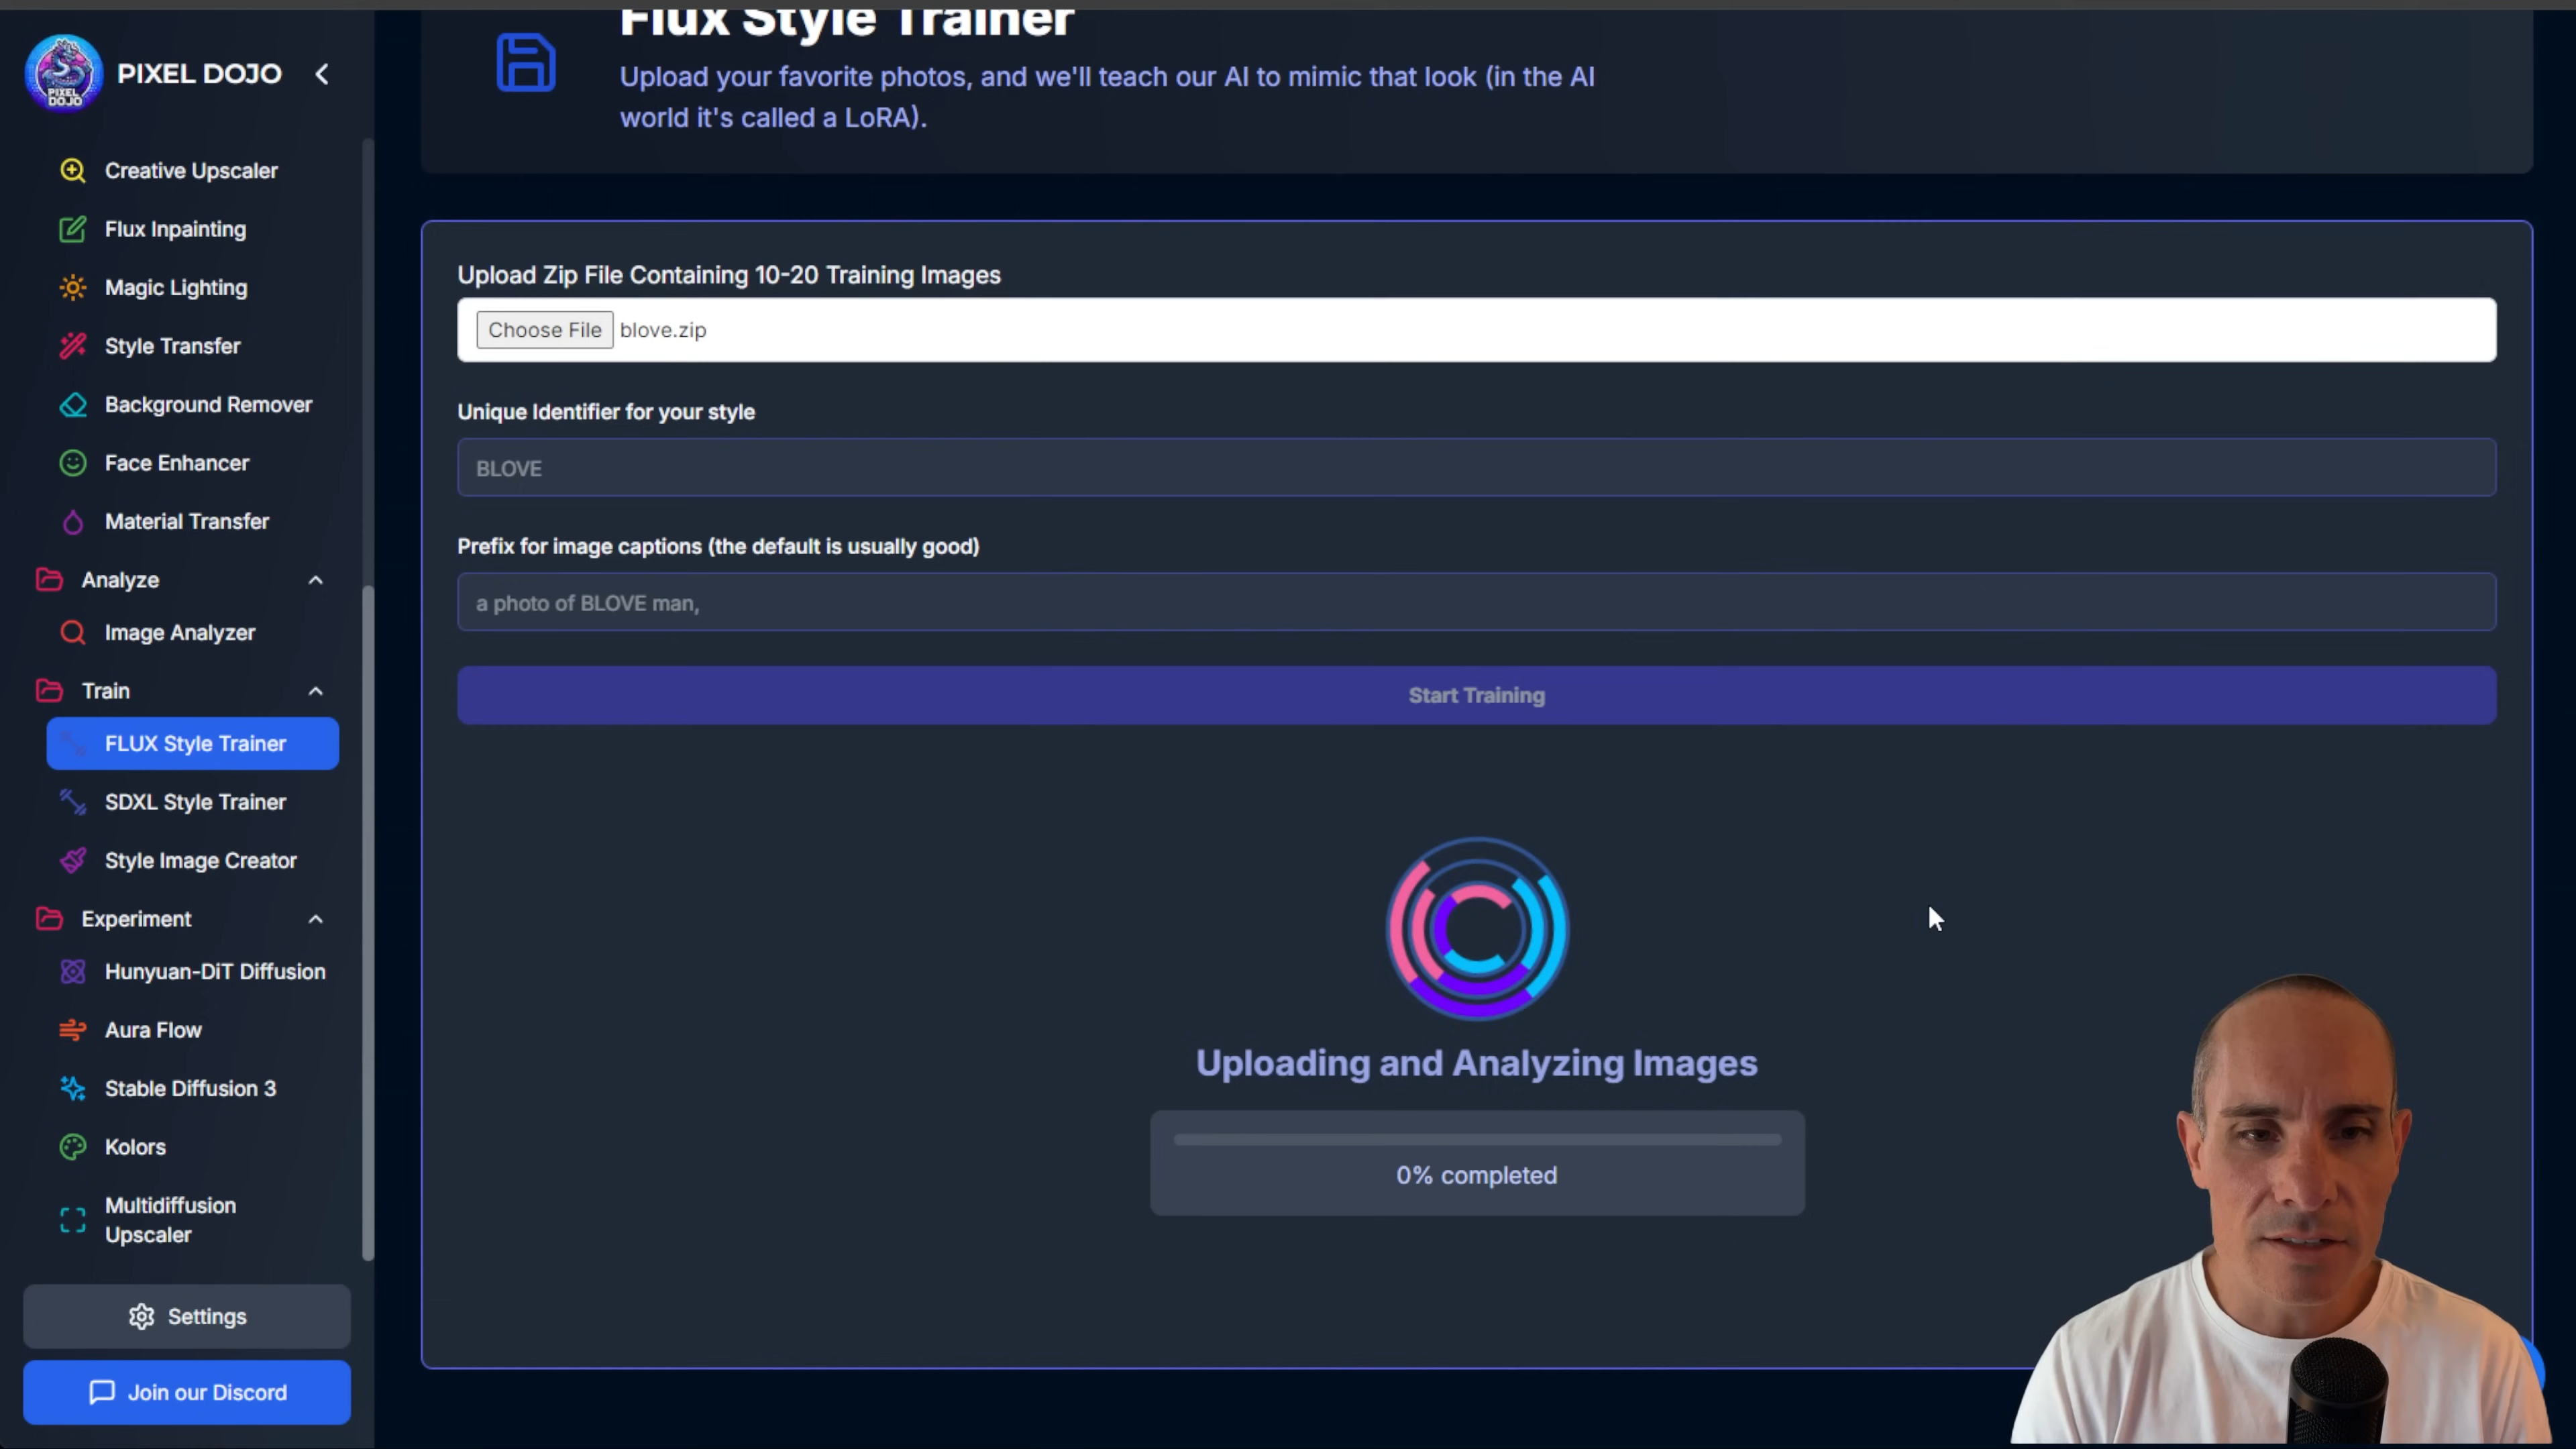 PIXEL DOJO
PIXEL
DOJO
Creative Upscaler
Flux Inpainting
Magic Lighting
Style Transfer
Background Remover
Face Enhancer
Material Transfer
Analyze
Image Analyzer
Train
FLUX Style Trainer
SDXL Style Trainer
Style Image Creator
Experiment
Hunyuan-DiT Diffusion
Aura Flow
Stable Diffusion 3
Kolors
Multidiffusion
Upscaler
Settings
Join our Discord
Flux Style Trainer
Upload your favorite photos, and we'll teach our AI to mimic that look (in the AI
world it's called a LoRA).
Upload Zip File Containing 10-20 Training Images
Choose File blove.zip
Unique Identifier for your style
BLOVE
Prefix for image captions (the default is usually good)
a photo of BLOVE man,
Start Training
Uploading and Analyzing Images
0% completed